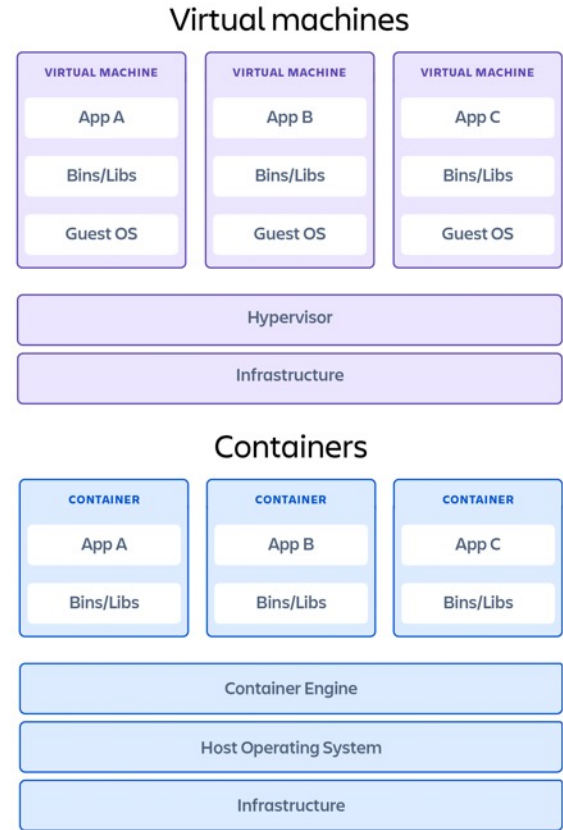 Virtual machines
VIRTUAL MACHINE VIRTUAL MACHINE VIRTUAL MACHINE
App A App B App C
Bins/Libs Bins/Libs Bins/Libs
Guest OS Guest OS Guest OS
Hypervisor
Infrastructure
Containers
CONTAINER CONTAINER CONTAINER
App A App B App C
Bins/Libs Bins/Libs Bins/Libs
Container Engine
Host Operating System
Infrastructure